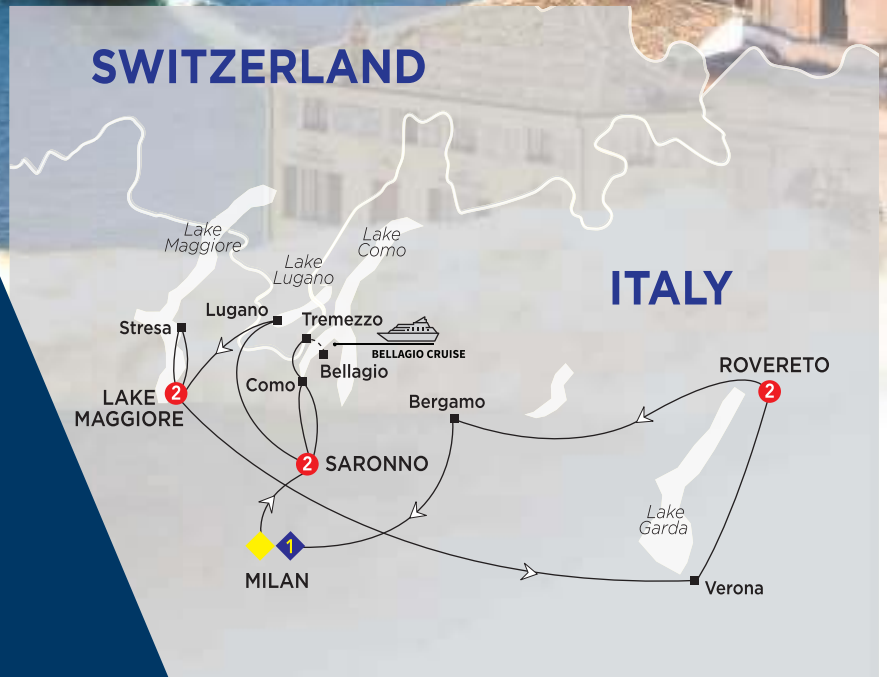 SWITZERLAND
Lake
Maggiore
Lake
Como
Lake
Lugano
ITALY
Lugano
Tremezzo
Stresa
BELLAGIO CRUISE
Bellagio
ROVERETO
2
Como
LAKE
MAGGIORE
2
Bergamo
2
SARONNO
Lake
Garda
1
MILAN
Verona